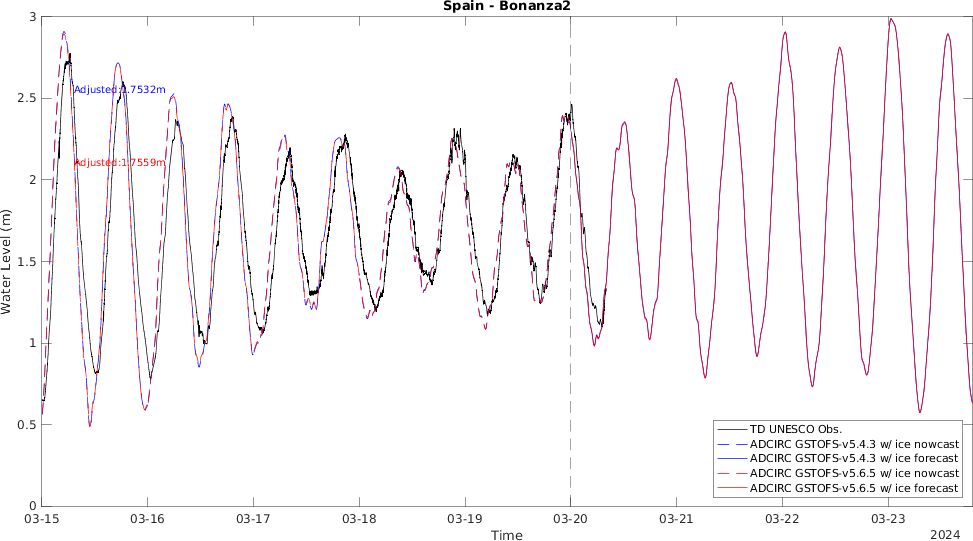 Spain - Bonanza2
3
2.5
2
1.5
1
0.5
0
Water Level (m)
Adjusted:1.7532m
Adjusted:1.7559m
TD UNESCO Obs.
ADCIRC GSTOFS-v5.4.3 w/ ice nowcast
ADCIRC GSTOFS-v5.4.3 w/ ice forecast
ADCIRC GSTOFS-v5.6.5 w/ ice nowcast
ADCIRC GSTOFS-v5.6.5 w/ ice forecast
03-15 03-16 03-17 03-18 03-19 03-20 03-21 03-22 03-23
Time
2024